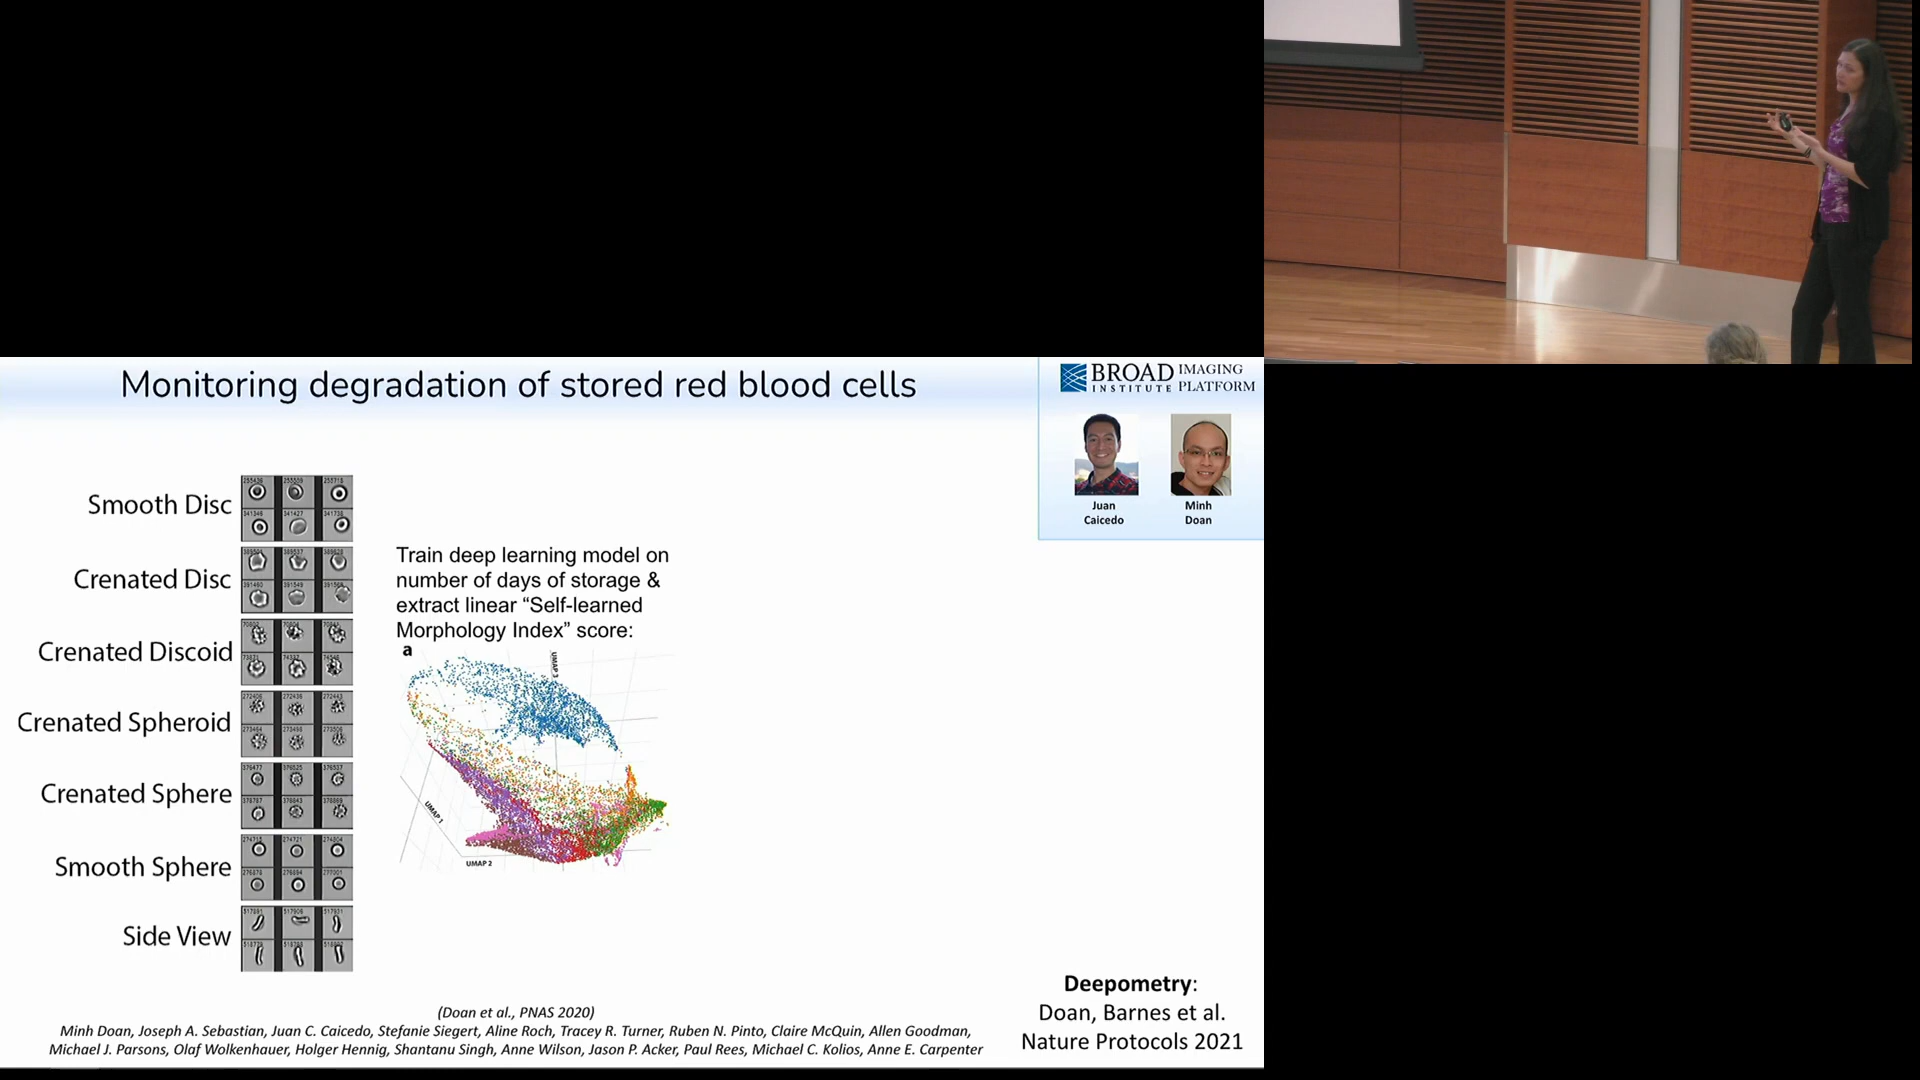 Monitoring degradation of stored red blood cells
BROAD
INSTITUTE
IMAGING
PLATFORM
Juan
Caicedo
Minh
Doan
Smooth Disc
Crenated Disc
Crenated Discoid
Crenated Spheroid
Crenated Sphere
Smooth Sphere
Side View
Train deep learning model on
number of days of storage &
extract linear “Self-learned
Morphology Index” score:
a
UMAP 3
UMAP 1
UMAP 2
(Doan et al., PNAS 2020)
Minh Doan, Joseph A. Sebastian, Juan C. Caicedo, Stefanie Siegert, Aline Roch, Tracey R. Turner, Ruben N. Pinto, Claire McQuin, Allen Goodman,
Michael J. Parsons, Olaf Wolkenhauer, Holger Hennig, Shantanu Singh, Anne Wilson, Jason P. Acker, Paul Rees, Michael C. Kolios, Anne E. Carpenter
Deepometry:
Doan, Barnes et al.
Nature Protocols 2021